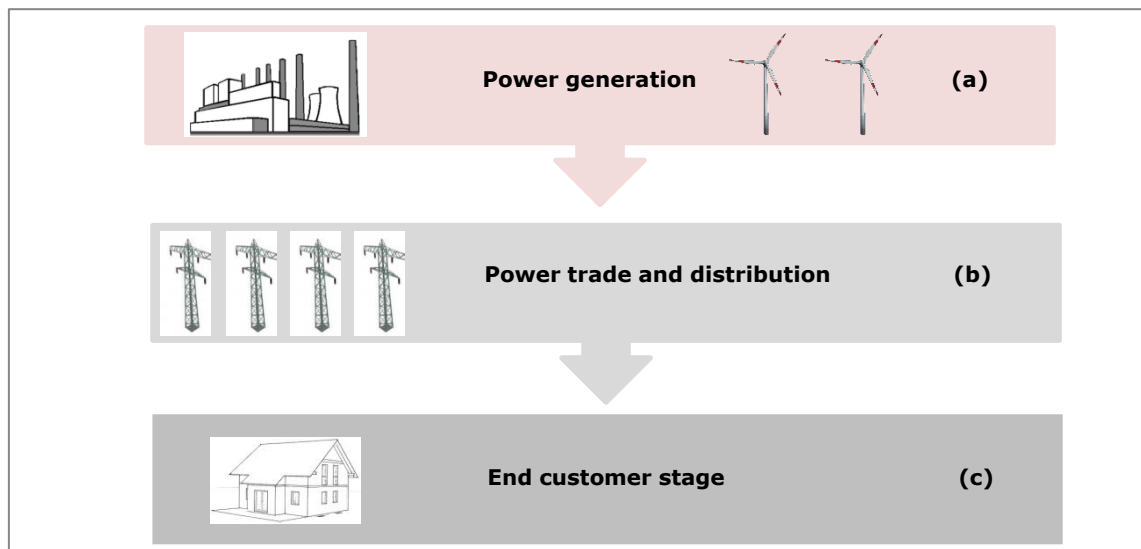 Power generation (a)
Power trade and distribution (b)
End customer stage (c)